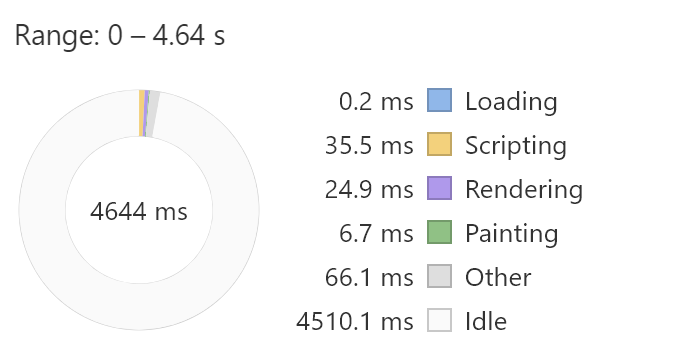 Range: 0 – 4.64 s
4644 ms
0.2 ms Loading
35.5 ms Scripting
24.9 ms Rendering
6.7 ms Painting
66.1 ms Other
4510.1 ms Idle